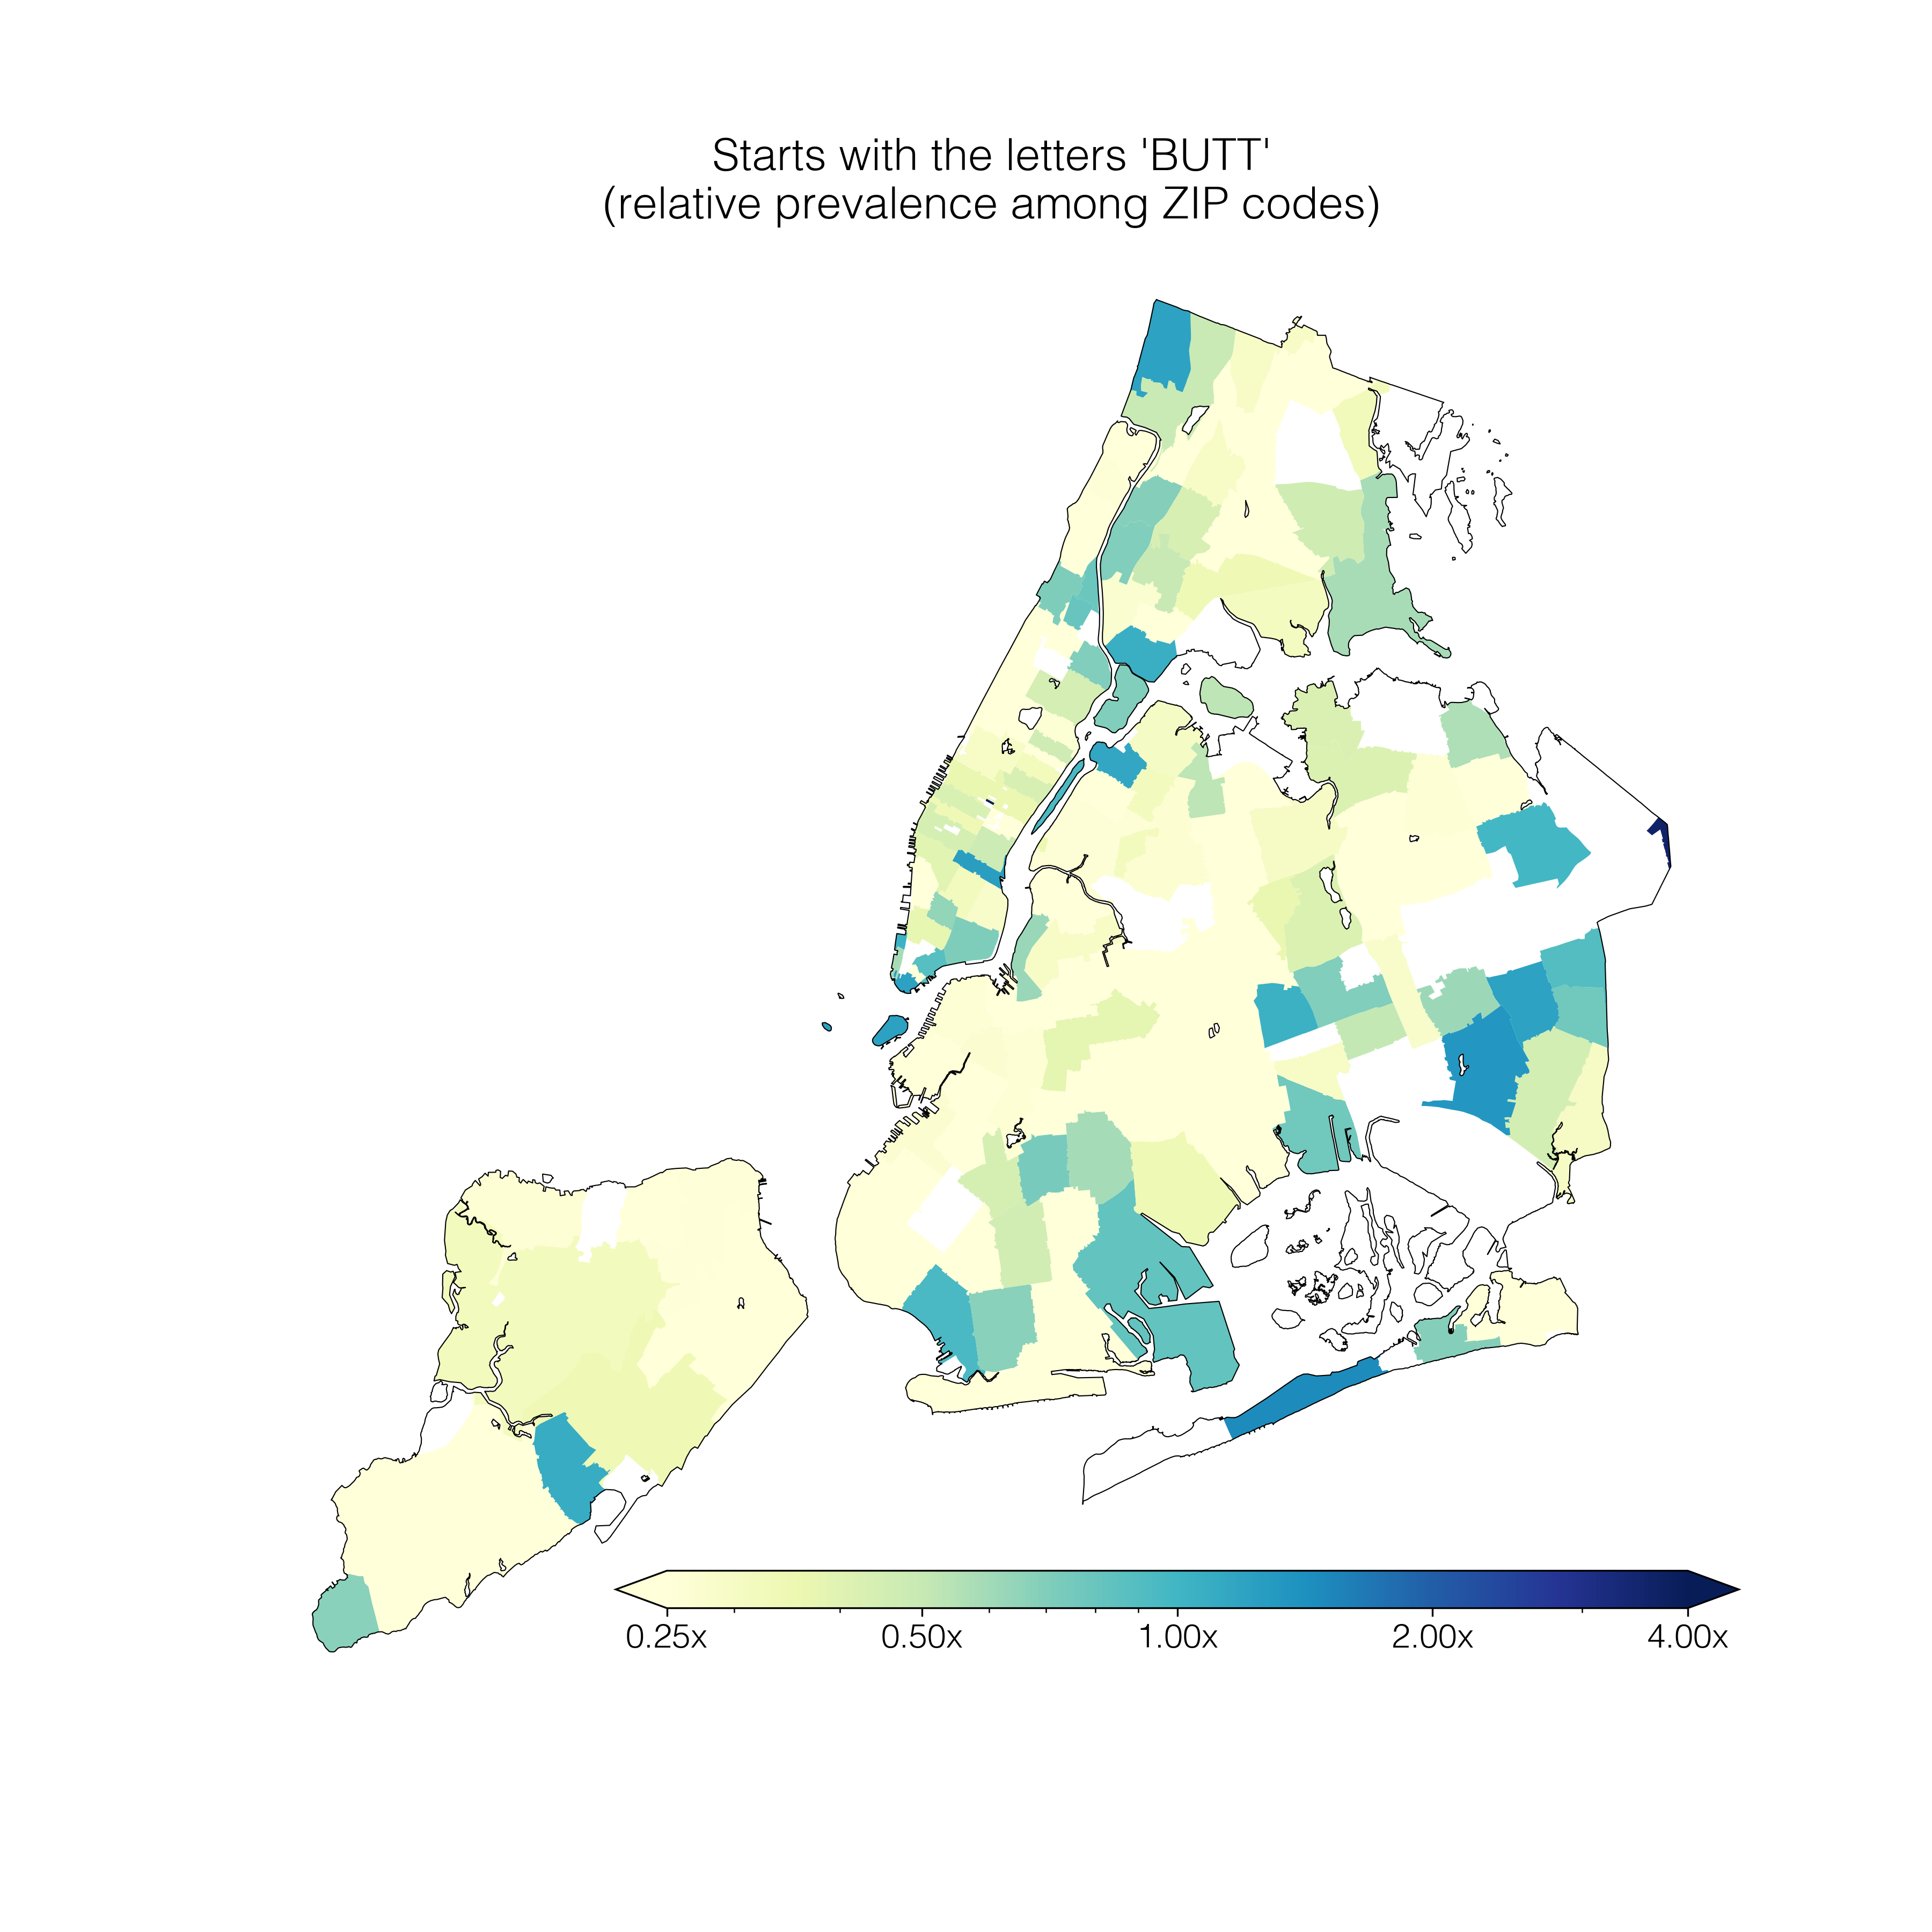 Starts with the letters 'BUTT'
(relative prevalence among ZIP codes)
0.25x 0.50x 1.00x 2.00x 4.00x